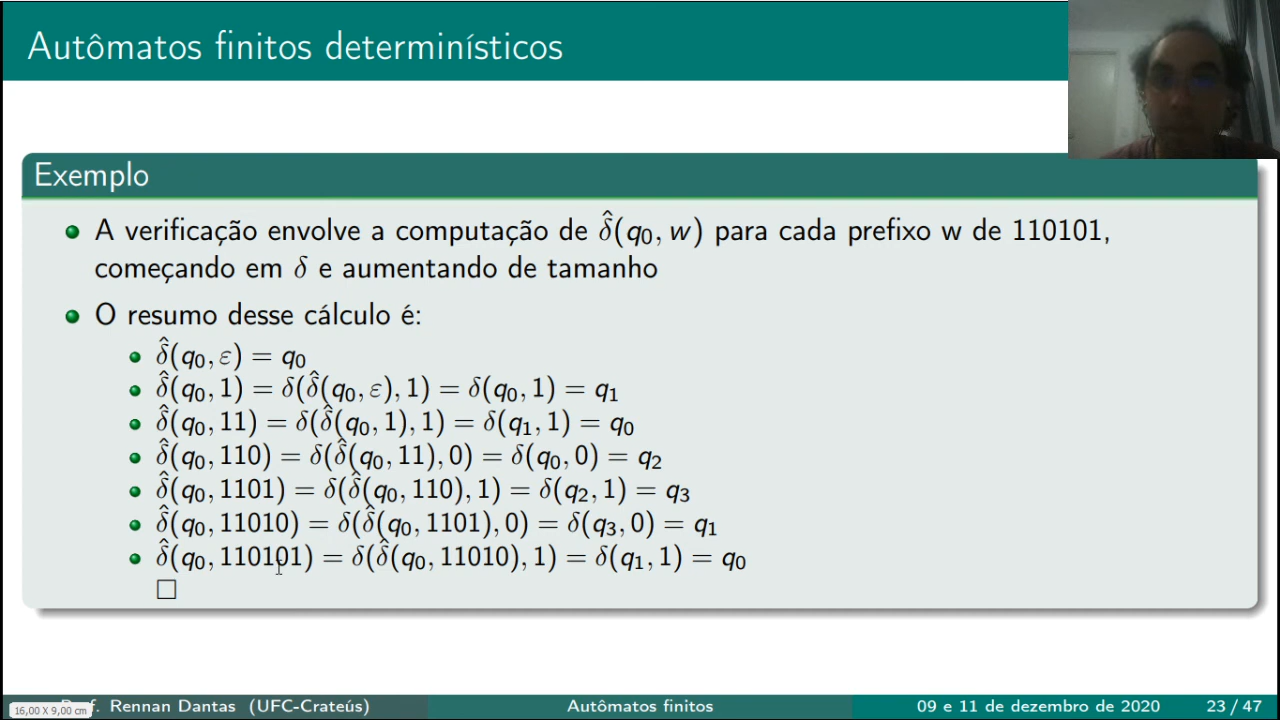 Autômatos finitos determinísticos
Exemplo
A verificação envolve a computação de δ̂(q₀, w) para cada prefixo w de 110101,
começando em δ e aumentando de tamanho
O resumo desse cálculo é:
δ̂(q₀, ε) = q₀
δ̂(q₀, 1) = δ(δ̂(q₀, ε), 1) = δ(q₀, 1) = q₁
δ̂(q₀, 11) = δ(δ̂(q₀, 1), 1) = δ(q₁, 1) = q₀
δ̂(q₀, 110) = δ(δ̂(q₀, 11), 0) = δ(q₀, 0) = q₂
δ̂(q₀, 1101) = δ(δ̂(q₀, 110), 1) = δ(q₂, 1) = q₃
δ̂(q₀, 11010) = δ(δ̂(q₀, 1101), 0) = δ(q₃, 0) = q₁
δ̂(q₀, 110101) = δ(δ̂(q₀, 11010), 1) = δ(q₁, 1) = q₀
□
16,00 X 9,00 cm
Rennan Dantas (UFC-Crateús) Autômatos finitos 09 e 11 de dezembro de 2020 23 / 47